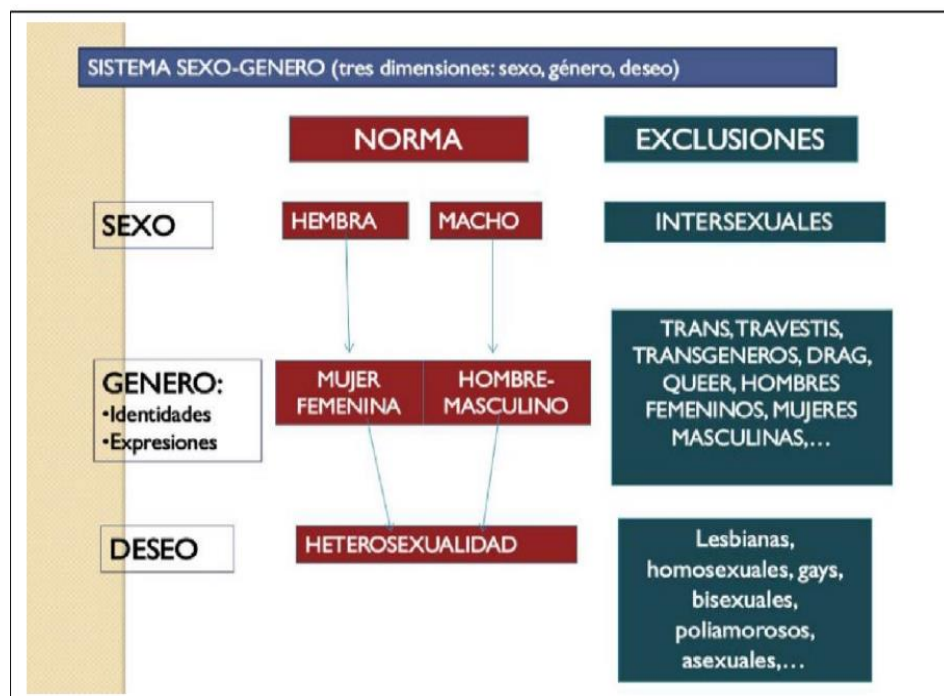 SISTEMA SEXO-GENERO (tres dimensiones: sexo, género, deseo)
NORMA
EXCLUSIONES
SEXO
HEMBRA
MACHO
INTERSEXUALES
GENERO:
•Identidades
•Expresiones
MUJER
FEMENINA
HOMBRE-
MASCULINO
TRANS, TRAVESTIS,
TRANSGENEROS, DRAG,
QUEER, HOMBRES
FEMENINOS, MUJERES
MASCULINAS,...
DESEO
HETEROSEXUALIDAD
Lesbianas,
homosexuales, gays,
bisexuales,
poliamorosos,
asexuales,...